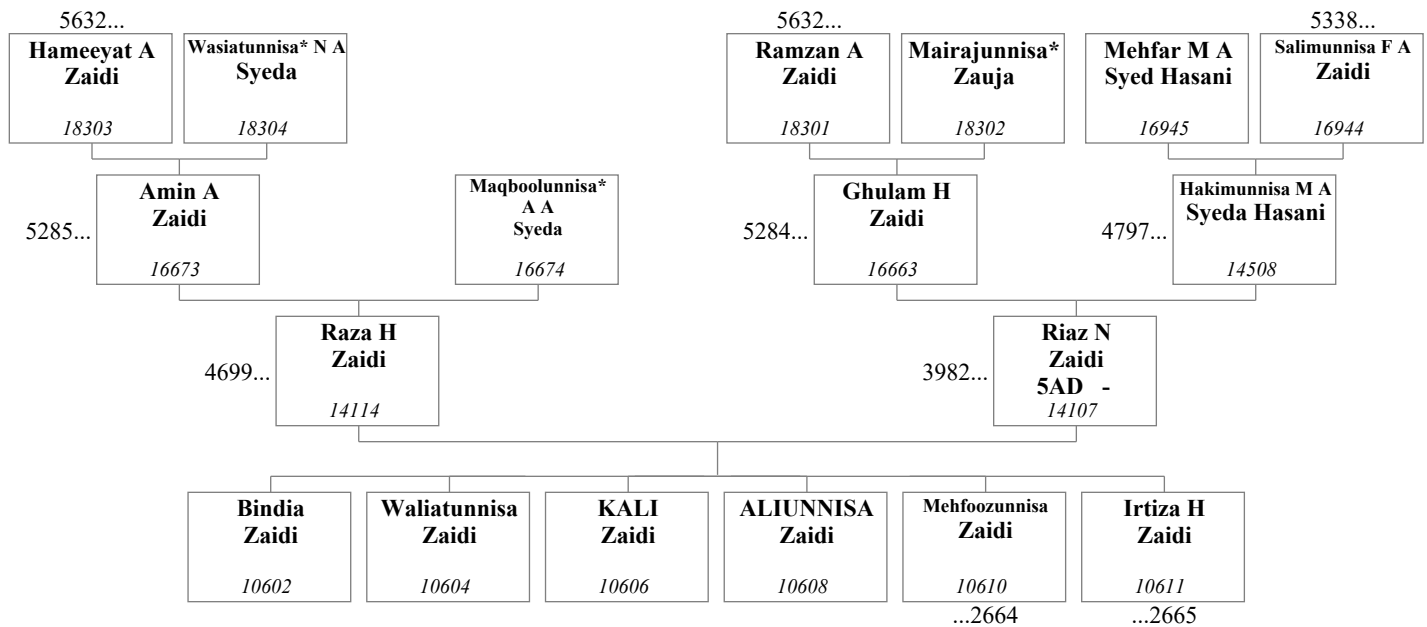 5632...
Hameeyat A
Zaidi
18303
Wasiatunnisa* N A
Syeda
18304
5632...
Ramzan A
Zaidi
18301
Mairajunnisa*
Zauja
18302
Mehfar M A
Syed Hasani
16945
5338...
Salimunnisa F A
Zaidi
16944
5285...
Amin A
Zaidi
16673
Maqboolunnisa*
A A
Syeda
16674
5284...
Ghulam H
Zaidi
16663
4797...
Hakimunnisa M A
Syeda Hasani
14508
4699...
Raza H
Zaidi
14114
3982...
Riaz N
Zaidi
5AD -
14107
Bindia
Zaidi
10602
Waliatunnisa
Zaidi
10604
KALI
Zaidi
10606
ALIUNNISA
Zaidi
10608
Mehfoozunnisa
Zaidi
10610
...2664
Irtiza H
Zaidi
10611
...2665